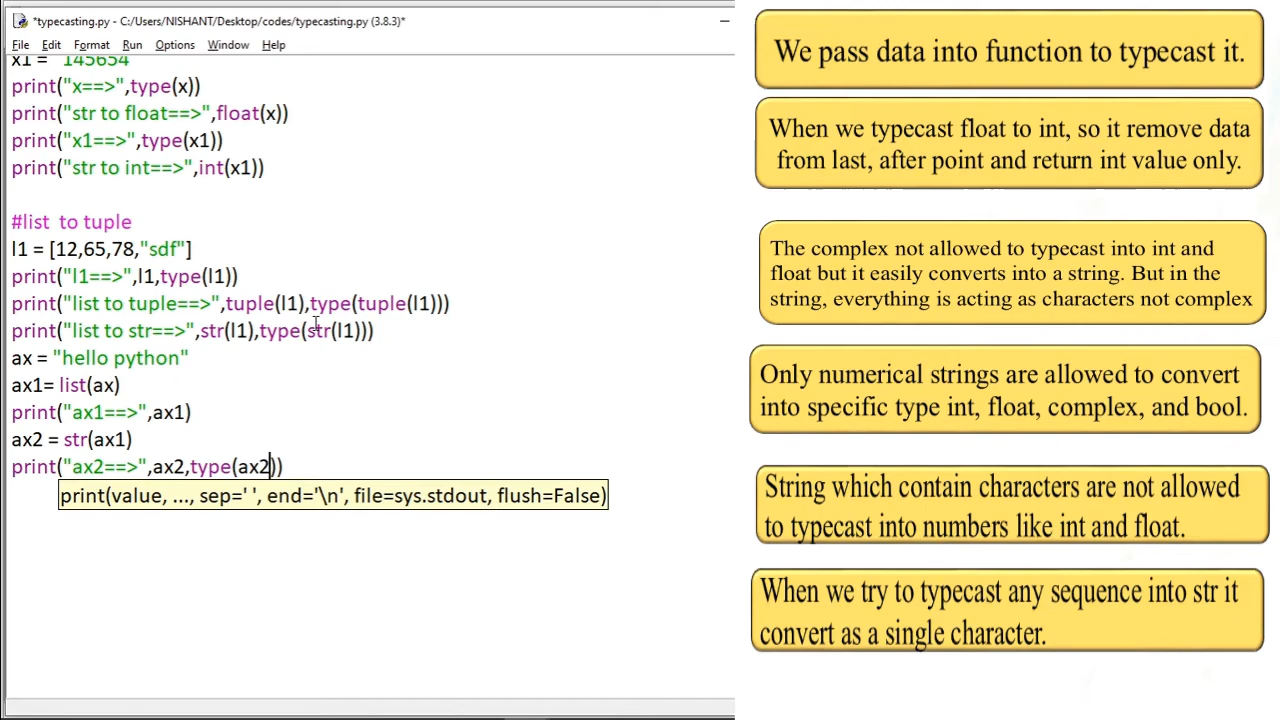 *typecasting.py - C:/Users/NISHANT/Desktop/codes/typecasting.py (3.8.3)*
File Edit Format Run Options Window Help
x1 = "145654"
print("x==>",type(x))
print("str to float==>",float(x))
print("x1==>",type(x1))
print("str to int==>",int(x1))
#list  to tuple
l1 = [12,65,78,"sdf"]
print("l1==>",l1,type(l1))
print("list to tuple==>",tuple(l1),type(tuple(l1)))
print("list to str==>",str(l1),type(str(l1)))
ax = "hello python"
ax1= list(ax)
print("ax1==>",ax1)
ax2 = str(ax1)
print("ax2==>",ax2,type(ax2))
print(value, ..., sep=' ', end='\n', file=sys.stdout, flush=False)
We pass data into function to typecast it.
When we typecast float to int, so it remove data
from last, after point and return int value only.
The complex not allowed to typecast into int and
float but it easily converts into a string. But in the
string, everything is acting as characters not complex
Only numerical strings are allowed to convert
into specific type int, float, complex, and bool.
String which contain characters are not allowed
to typecast into numbers like int and float.
When we try to typecast any sequence into str it
convert as a single character.